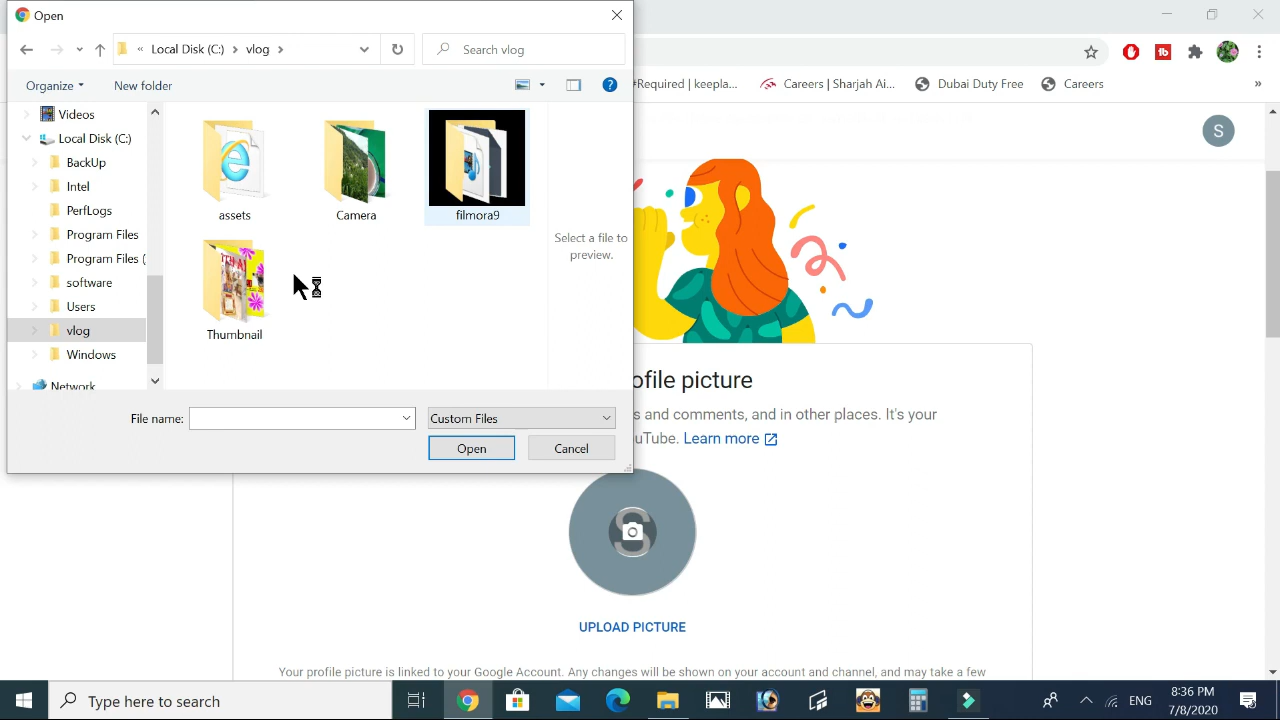 Open
Local Disk (C:)
vlog
Search vlog
Organize
New folder
Videos
Local Disk (C:)
BackUp
Intel
PerfLogs
Program Files
Program Files (
software
Users
vlog
Windows
Network
assets
Camera
filmora9
Thumbnail
Select a file to
preview.
File name:
Custom Files
Open
Cancel
*Required | keepla...
Careers | Sharjah Ai...
Dubai Duty Free
Careers
»
S
ofile picture
s and comments, and in other places. It's your
uTube. Learn more
S
UPLOAD PICTURE
Your profile picture is linked to your Google Account. Any changes will be shown on your account and channel, and may take a few
Type here to search
ENG
8:36 PM
7/8/2020